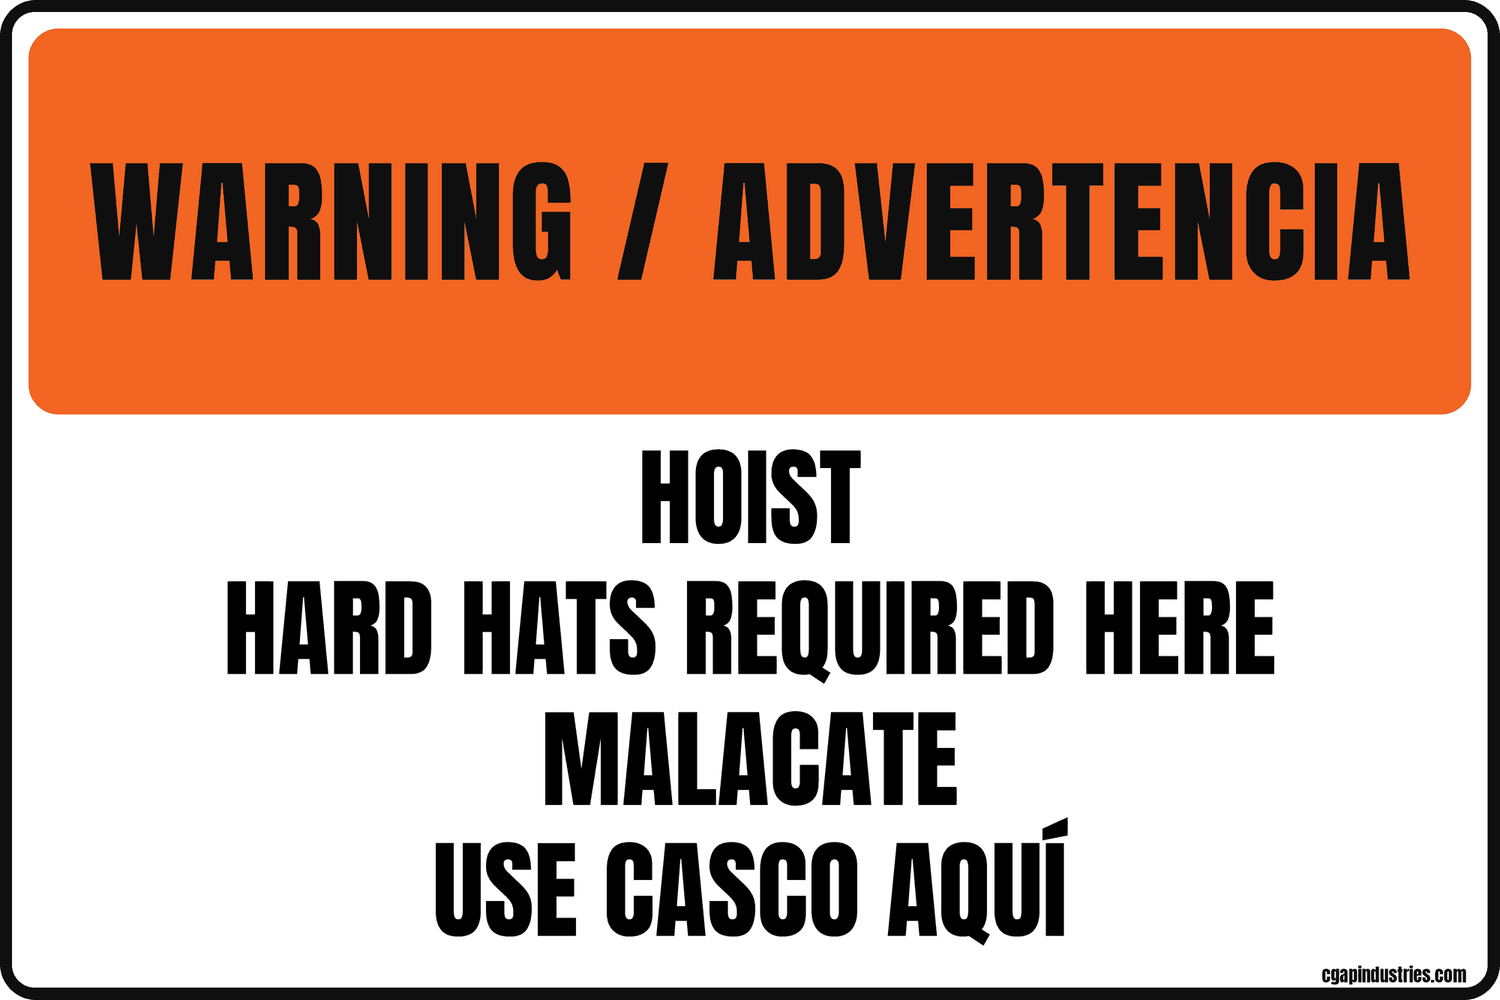 WARNING / ADVERTENCIA
HOIST
HARD HATS REQUIRED HERE
MALACATE
USE CASCO AQUÍ
cgapindustries.com